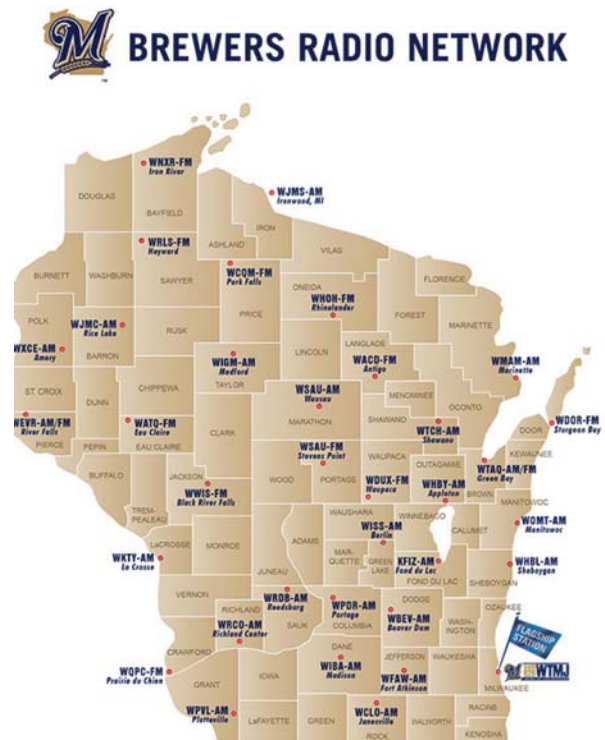 M BREWERS RADIO NETWORK
WNXR-FM
Iron River
DOUGLAS
BAYFIELD
WJMS-AM
Ironwood, MI
IRON
ASHLAND
VILAS
WRLS-FM
Hayward
WCQM-FM
Park Falls
BURNETT
WASHBURN
SAWYER
FLORENCE
ONEIDA
WHOH-FM
Rhinelander
PRICE
FOREST
MARINETTE
POLK
WJMC-AM
Rice Lake
RUSK
WXCE-AM
Amery
BARRON
LINCOLN
LANGLADE
WIGM-AM
Medford
TAYLOR
WACD-FM
Antigo
WMAM-AM
Marinette
ST. CROIX
DUNN
CHIPPEWA
WSAU-AM
Wausau
MENOMINEE
OCONTO
WEVR-AM/FM
River Falls
PIERCE
WATQ-FM
Eau Claire
EAU CLAIRE
PEPIN
CLARK
MARATHON
SHAWANO
WTCH-AM
Shawano
DOOR
WDOR-FM
Sturgeon Bay
KEWAUNEE
WSAU-FM
Stevens Point
WAUPACA
OUTAGAMIE
WTAQ-AM/FM
Green Bay
BUFFALO
JACKSON
WWIS-FM
Black River Falls
WOOD
PORTAGE
WDUX-FM
Waupaca
WHBY-AM
Appleton
BROWN
MANITOWOC
TREM-
PEALEAU
WAUSHARA
WINNEBAGO
WOMT-AM
Manitowoc
LaCROSSE
MONROE
ADAMS
WISS-AM
Berlin
CALUMET
WKTY-AM
La Crosse
JUNEAU
MAR-
QUETTE
GREEN
LAKE
KFIZ-AM
Fond du Lac
FOND DU LAC
WHBL-AM
Sheboygan
SHEBOYGAN
VERNON
WRDB-AM
Reedsburg
WPDR-AM
Portage
DODGE
WBEV-AM
Beaver Dam
OZAUKEE
RICHLAND
WRCO-AM
Richland Center
SAUK
COLUMBIA
WASH-
INGTON
FLAGSHIP
STATION
CRAWFORD
DANE
JEFFERSON
WAUKESHA
WQPC-FM
Prairie du Chien
IOWA
WIBA-AM
Madison
WFAW-AM
Fort Atkinson
WTMJ
MILWAUKEE
GRANT
WPVL-AM
Platteville
WCLO-AM
Janesville
RACINE
LaFAYETTE
GREEN
ROCK
WALWORTH
KENOSHA